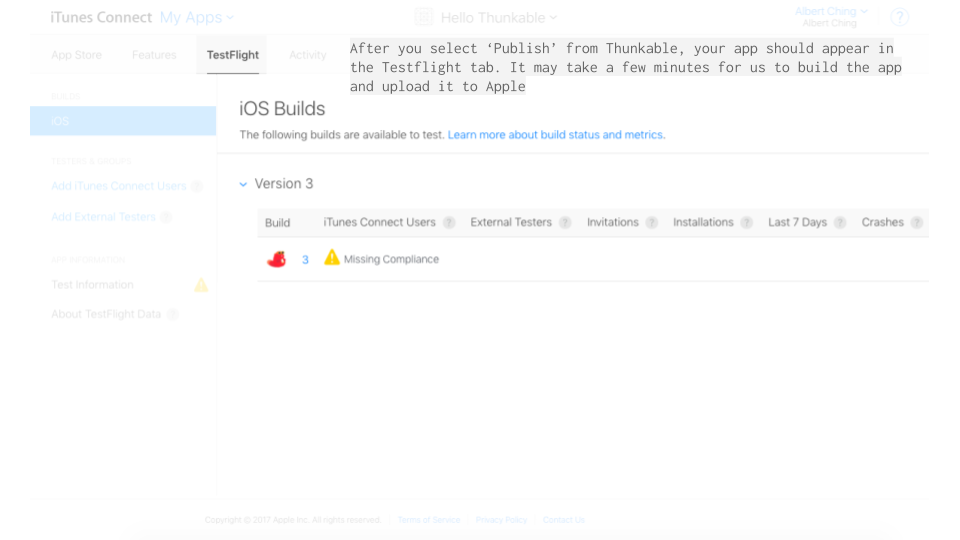 iTunes Connect My Apps
Hello Thunkable
Albert Ching
Albert Ching
?
App Store Features TestFlight Activity
After you select ‘Publish’ from Thunkable, your app should appear in
the Testflight tab. It may take a few minutes for us to build the app
and upload it to Apple
BUILDS
iOS
TESTERS & GROUPS
Add iTunes Connect Users ?
Add External Testers ?
APP INFORMATION
Test Information
About TestFlight Data ?
iOS Builds
The following builds are available to test. Learn more about build status and metrics.
Version 3
Build iTunes Connect Users ? External Testers ? Invitations ? Installations ? Last 7 Days ? Crashes ?
3 Missing Compliance
Copyright © 2017 Apple Inc. All rights reserved. Terms of Service Privacy Policy Contact Us